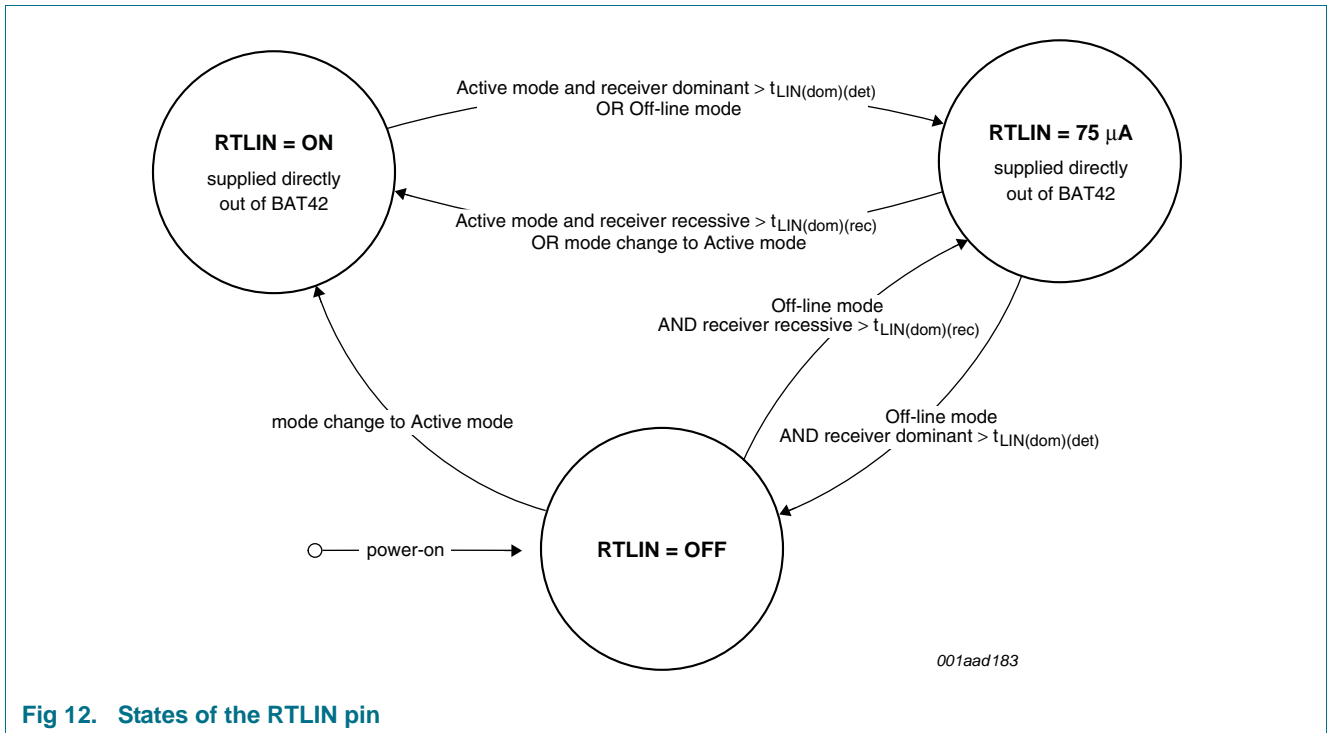 Active mode and receiver dominant > tLIN(dom)(det)
OR Off-line mode
RTLIN = ON
supplied directly
out of BAT42
RTLIN = 75 μA
supplied directly
out of BAT42
Active mode and receiver recessive > tLIN(dom)(rec)
OR mode change to Active mode
Off-line mode
AND receiver recessive > tLIN(dom)(rec)
mode change to Active mode
Off-line mode
AND receiver dominant > tLIN(dom)(det)
power-on
RTLIN = OFF
001aad183
Fig 12. States of the RTLIN pin